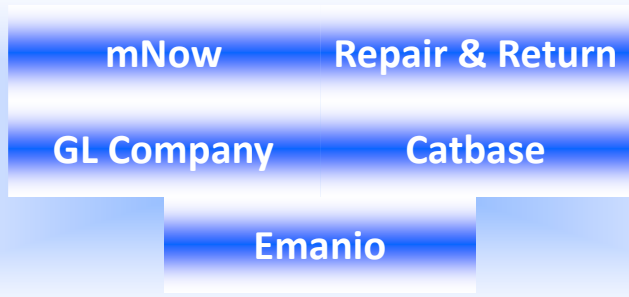 mNow
Repair & Return
GL Company
Catbase
Emanio